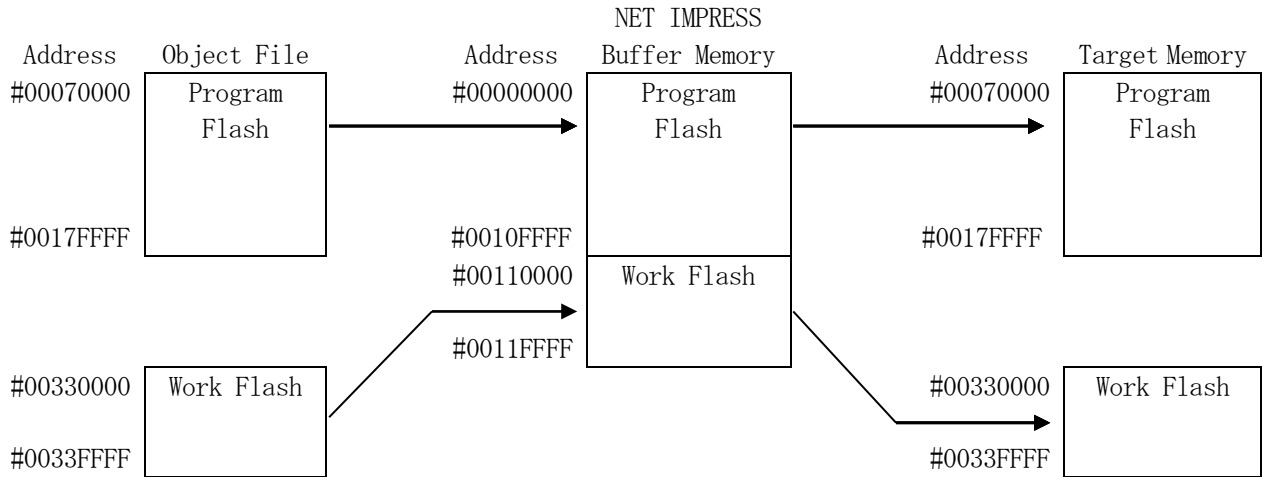 NET IMPRESS
Address Object File Address Buffer Memory Address Target Memory
#00070000 Program #00000000 Program #00070000 Program
Flash Flash Flash
#0017FFFF #0010FFFF #0017FFFF
#00110000 Work Flash
#0011FFFF
#00330000 Work Flash #00330000 Work Flash
#0033FFFF #0033FFFF